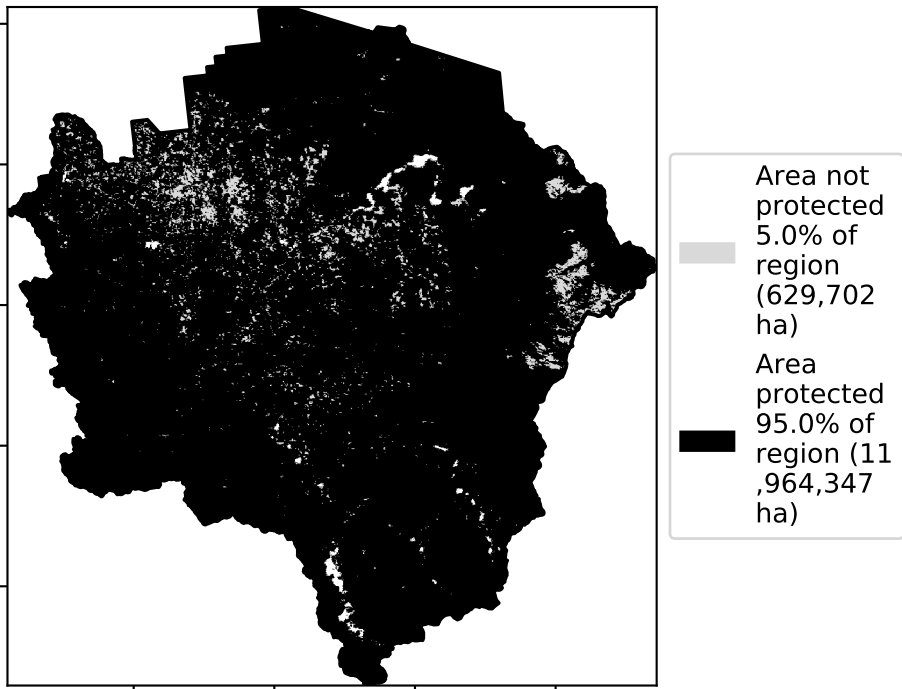 Area not
protected
5.0% of
region
(629,702
ha)
Area
protected
95.0% of
region (11
,964,347
ha)